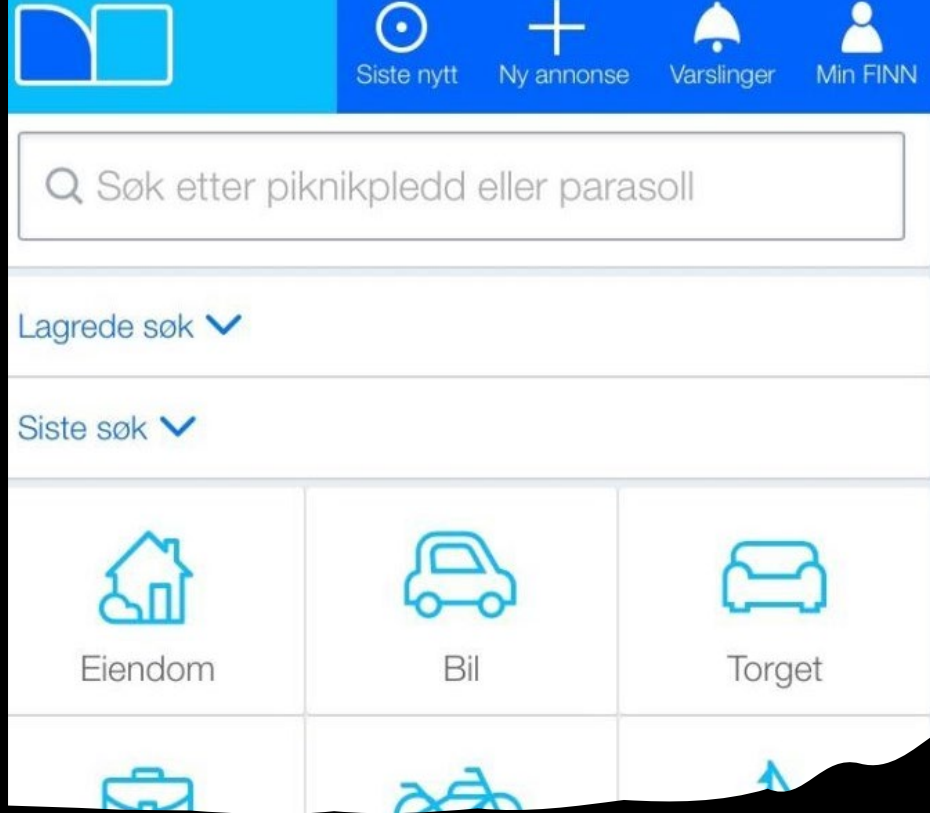 Siste nytt Ny annonse Varslinger Min FINN
Søk etter piknikpledd eller parasoll
Lagrede søk
Siste søk
Eiendom Bil Torget